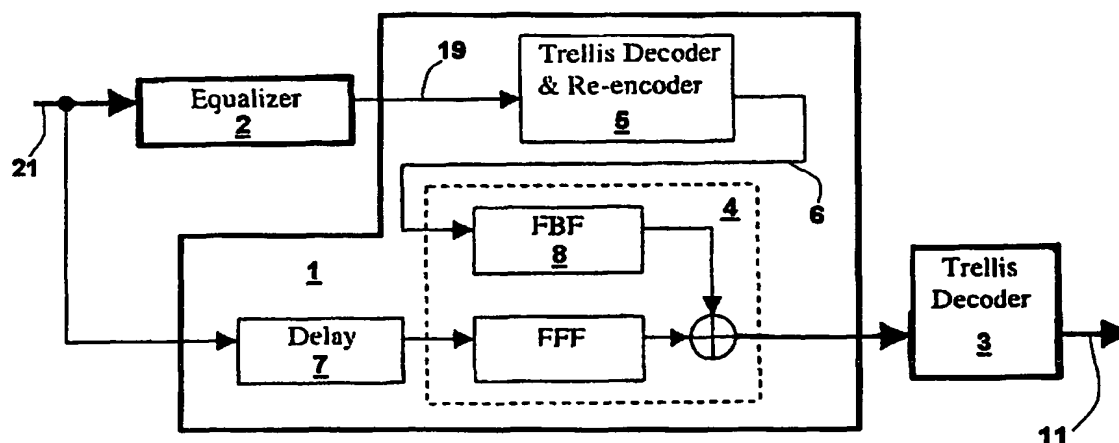 19
Trellis Decoder
& Re-encoder
5
Equalizer
2
21
6
4
FBF
8
1
Trellis
Decoder
3
Delay
7
FFF
11